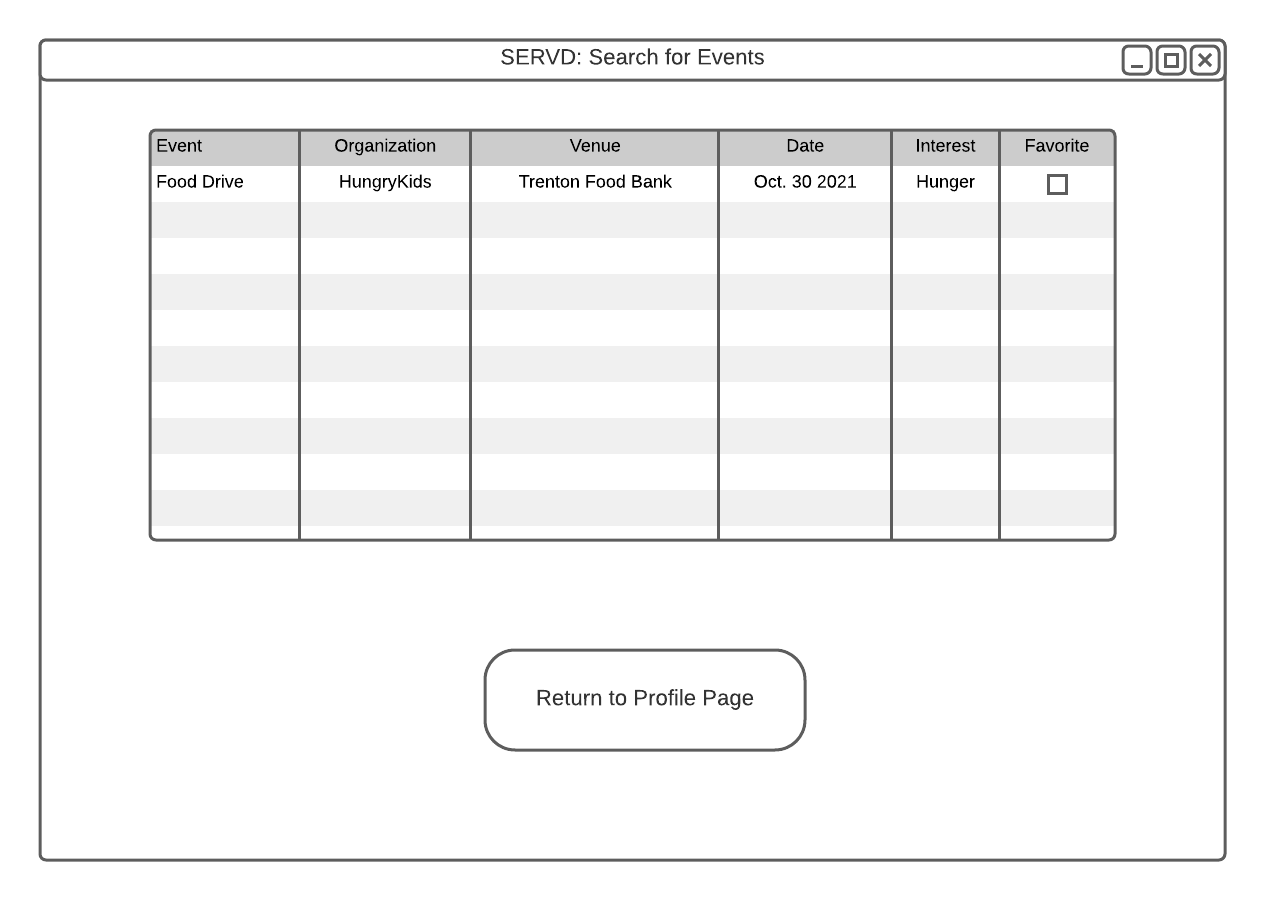 SERVD: Search for Events
Event Organization Venue Date Interest Favorite
Food Drive HungryKids Trenton Food Bank Oct. 30 2021 Hunger
Return to Profile Page